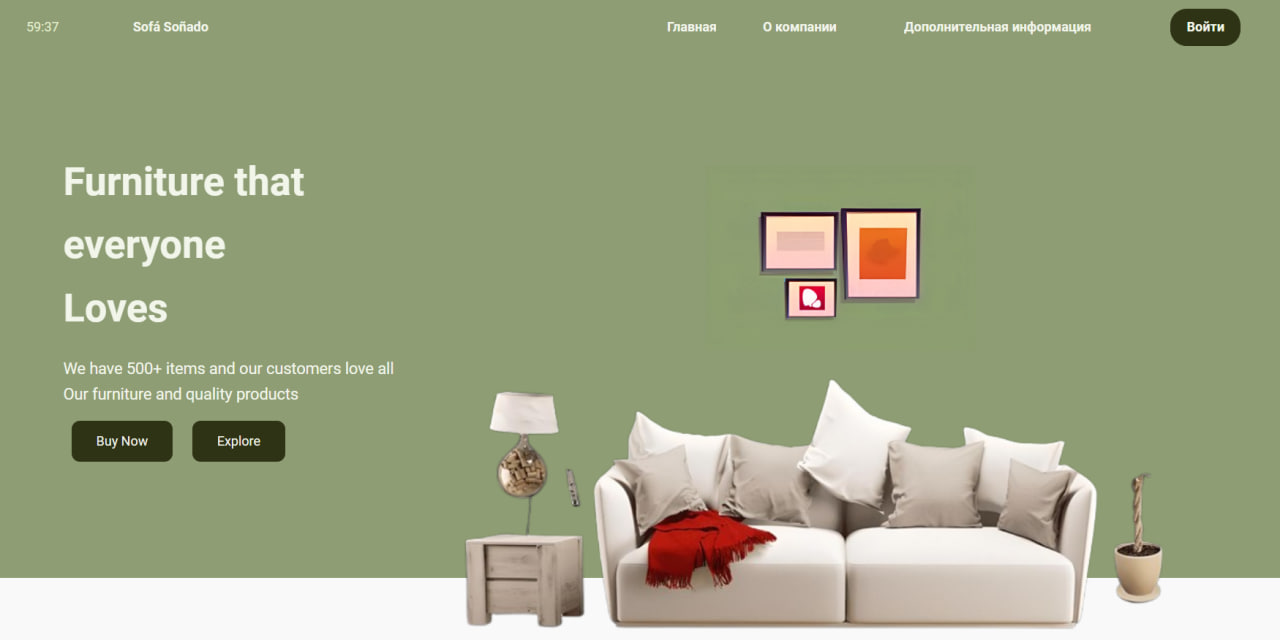 59:37
Sofá Soñado
Главная
О компании
Дополнительная информация
Войти
Furniture that
everyone
Loves
We have 500+ items and our customers love all
Our furniture and quality products
Buy Now
Explore